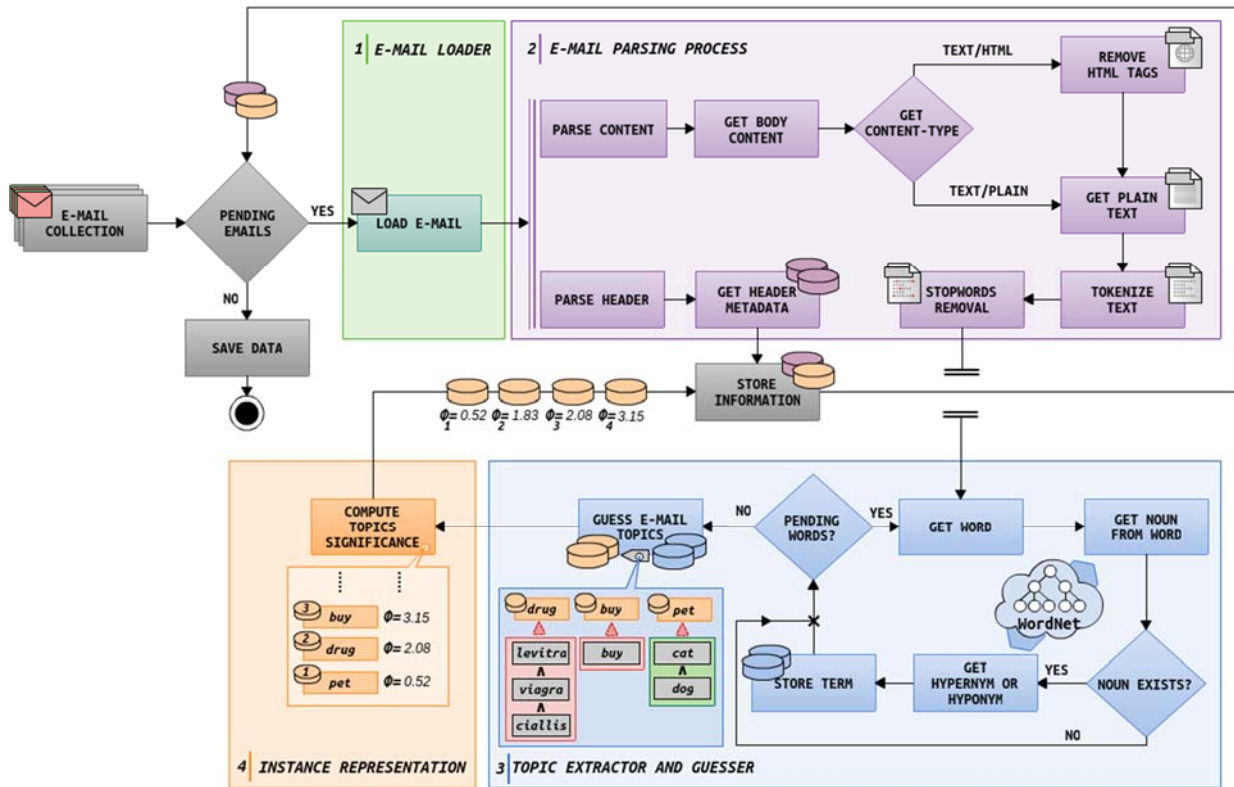 1 E-MAIL LOADER
2 E-MAIL PARSING PROCESS
TEXT/HTML
REMOVE
HTML TAGS
PARSE CONTENT
GET BODY
CONTENT
GET
CONTENT-TYPE
TEXT/PLAIN
GET PLAIN
TEXT
E-MAIL
COLLECTION
PENDING
EMAILS
YES
LOAD E-MAIL
NO
SAVE DATA
PARSE HEADER
GET HEADER
METADATA
STOPWORDS
REMOVAL
TOKENIZE
TEXT
STORE
INFORMATION
Φ1=0.52
Φ2=1.83
Φ3=2.08
Φ4=3.15
COMPUTE
TOPICS
SIGNIFICANCE
3 buy Φ=3.15
2 drug Φ=2.08
1 pet Φ=0.52
4 INSTANCE REPRESENTATION
GUESS E-MAIL
TOPICS
NO
PENDING
WORDS?
YES
GET WORD
GET NOUN
FROM WORD
WordNet
drug
buy
pet
levitra
viagra
ciallis
buy
cat
dog
STORE TERM
GET
HYPERNYM OR
HYPONYM
YES
NOUN EXISTS?
NO
3 TOPIC EXTRACTOR AND GUESSER